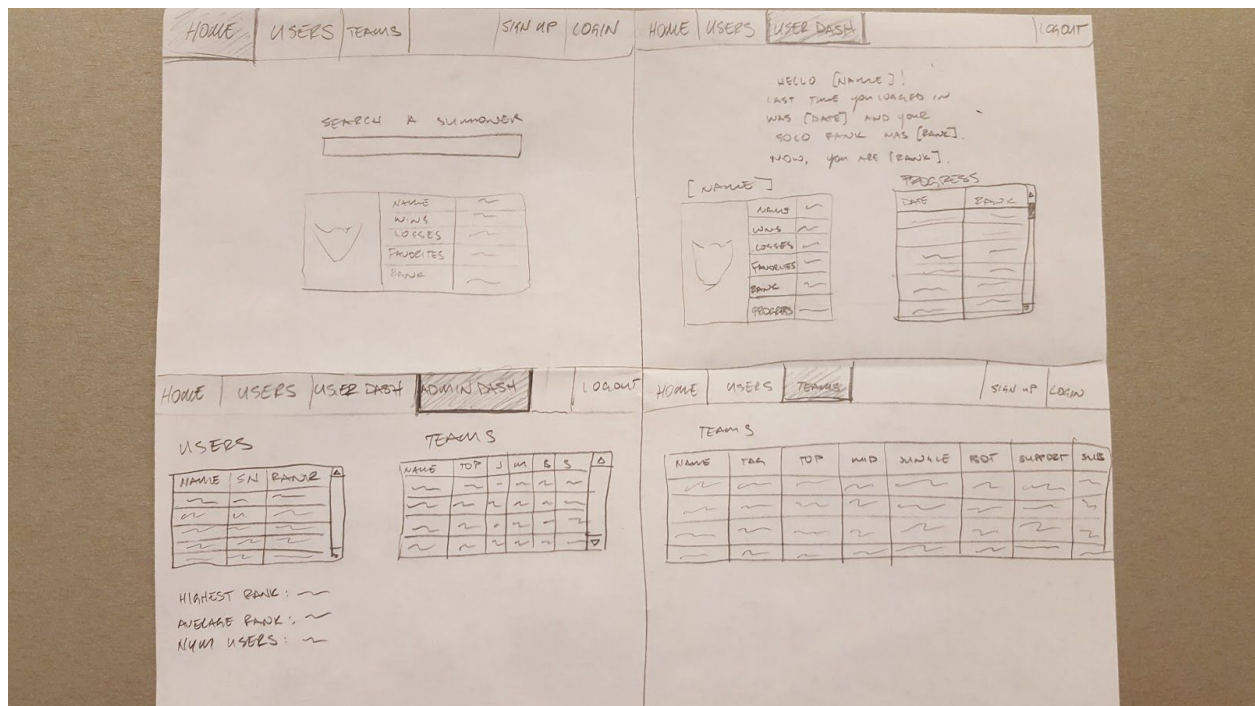 HOME USERS TEAMS SIGN UP LOGIN
SEARCH A SUMMONER
NAME
WINS
LOSSES
FAVORITES
RANK
HOME USERS USER DASH LOGOUT
HELLO [NAME]!
LAST TIME YOU LOGGED IN
WAS [DATE] AND YOUR
SOLO RANK WAS [RANK].
NOW, YOU ARE [RANK].
[NAME]
NAME
WINS
LOSSES
FAVORITES
RANK
PROGRESS
PROGRESS
DATE RANK
HOME USERS USER DASH ADMIN DASH LOGOUT
USERS
NAME SN RANK
HIGHEST RANK:
AVERAGE RANK:
NUM USERS:
TEAMS
NAME TOP J M B S
HOME USERS TEAMS SIGN UP LOGIN
TEAMS
NAME TAG TOP MID JUNGLE BOT SUPPORT SUB